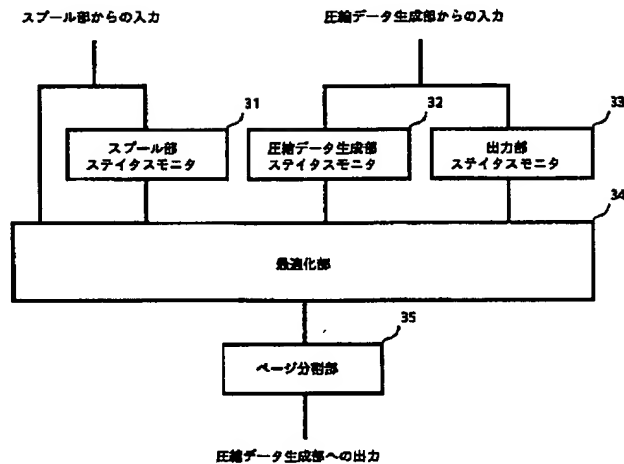 スプール部からの入力
圧縮データ生成部からの入力
31
32
33
スプール部
ステイタスモニタ
圧縮データ生成部
ステイタスモニタ
出力部
ステイタスモニタ
34
最適化部
35
ページ分割部
圧縮データ生成部への出力